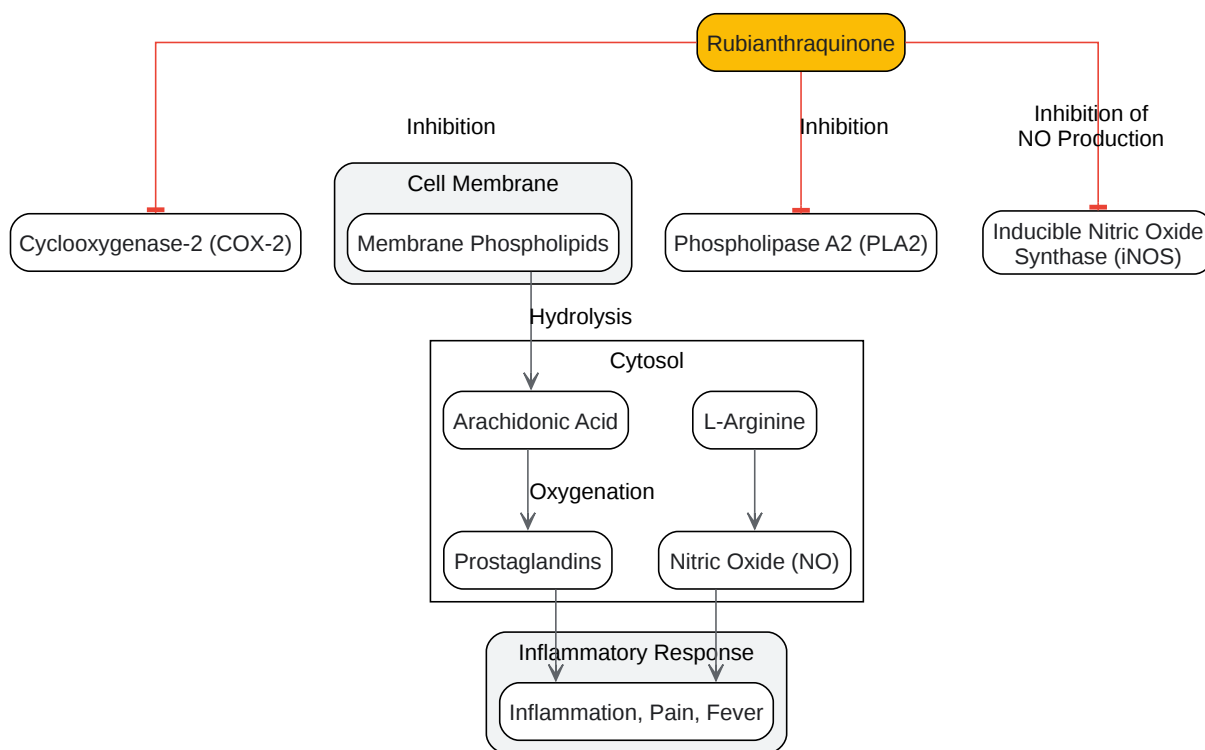 Rubianthraquinone
Inhibition
Inhibition
Inhibition of
NO Production
Cell Membrane
Cyclooxygenase-2 (COX-2)
Membrane Phospholipids
Phospholipase A2 (PLA2)
Inducible Nitric Oxide
Synthase (iNOS)
Hydrolysis
Cytosol
Arachidonic Acid
L-Arginine
Oxygenation
Prostaglandins
Nitric Oxide (NO)
Inflammatory Response
Inflammation, Pain, Fever